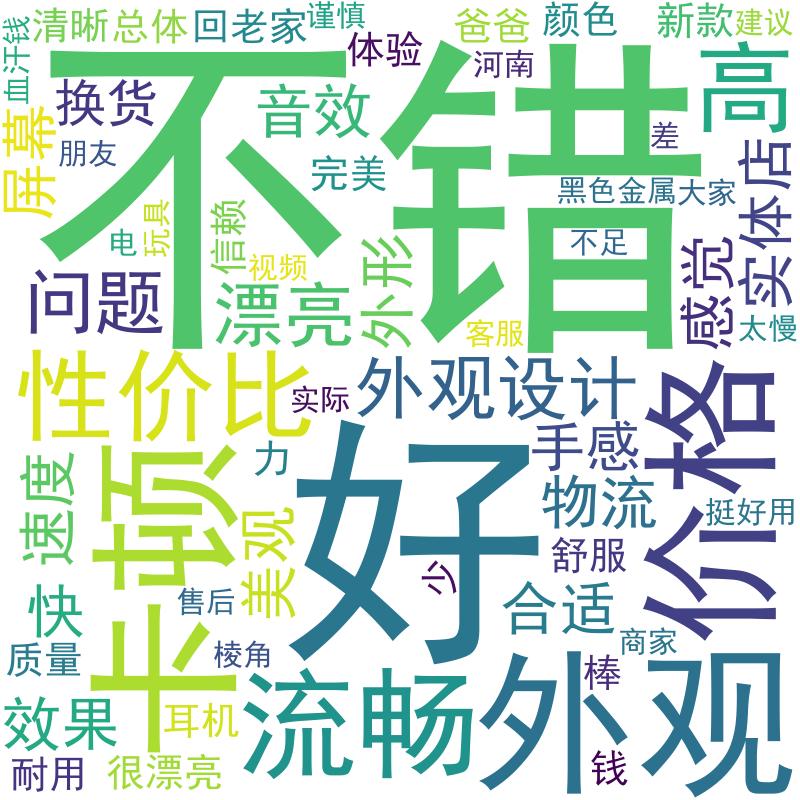 血汗钱
清晰
总体
回老家
谨慎
体验
爸爸
河南
颜色
新款
建议
不错
高
换货
音效
屏幕
朋友
完美
差
黑色
金属
大家
实体店
电
玩具
信赖
视频
外形
不足
感觉
问题
漂亮
客服
太慢
性价比
实际
外观设计
价格
卡顿
好
手感
速度
力
物流
挺好用
美观
舒服
少
快
售后
合适
质量
棱角
商家
流畅
外观
棒
效果
耳机
耐用
很漂亮
钱